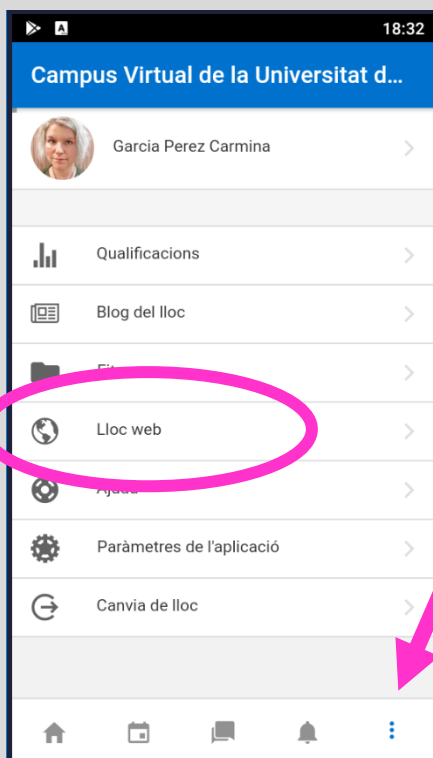 18:32
Campus Virtual de la Universitat d...
Garcia Perez Carmina
Qualificacions
Blog del lloc
Lloc web
Ajuda
Paràmetres de l'aplicació
Canvia de lloc